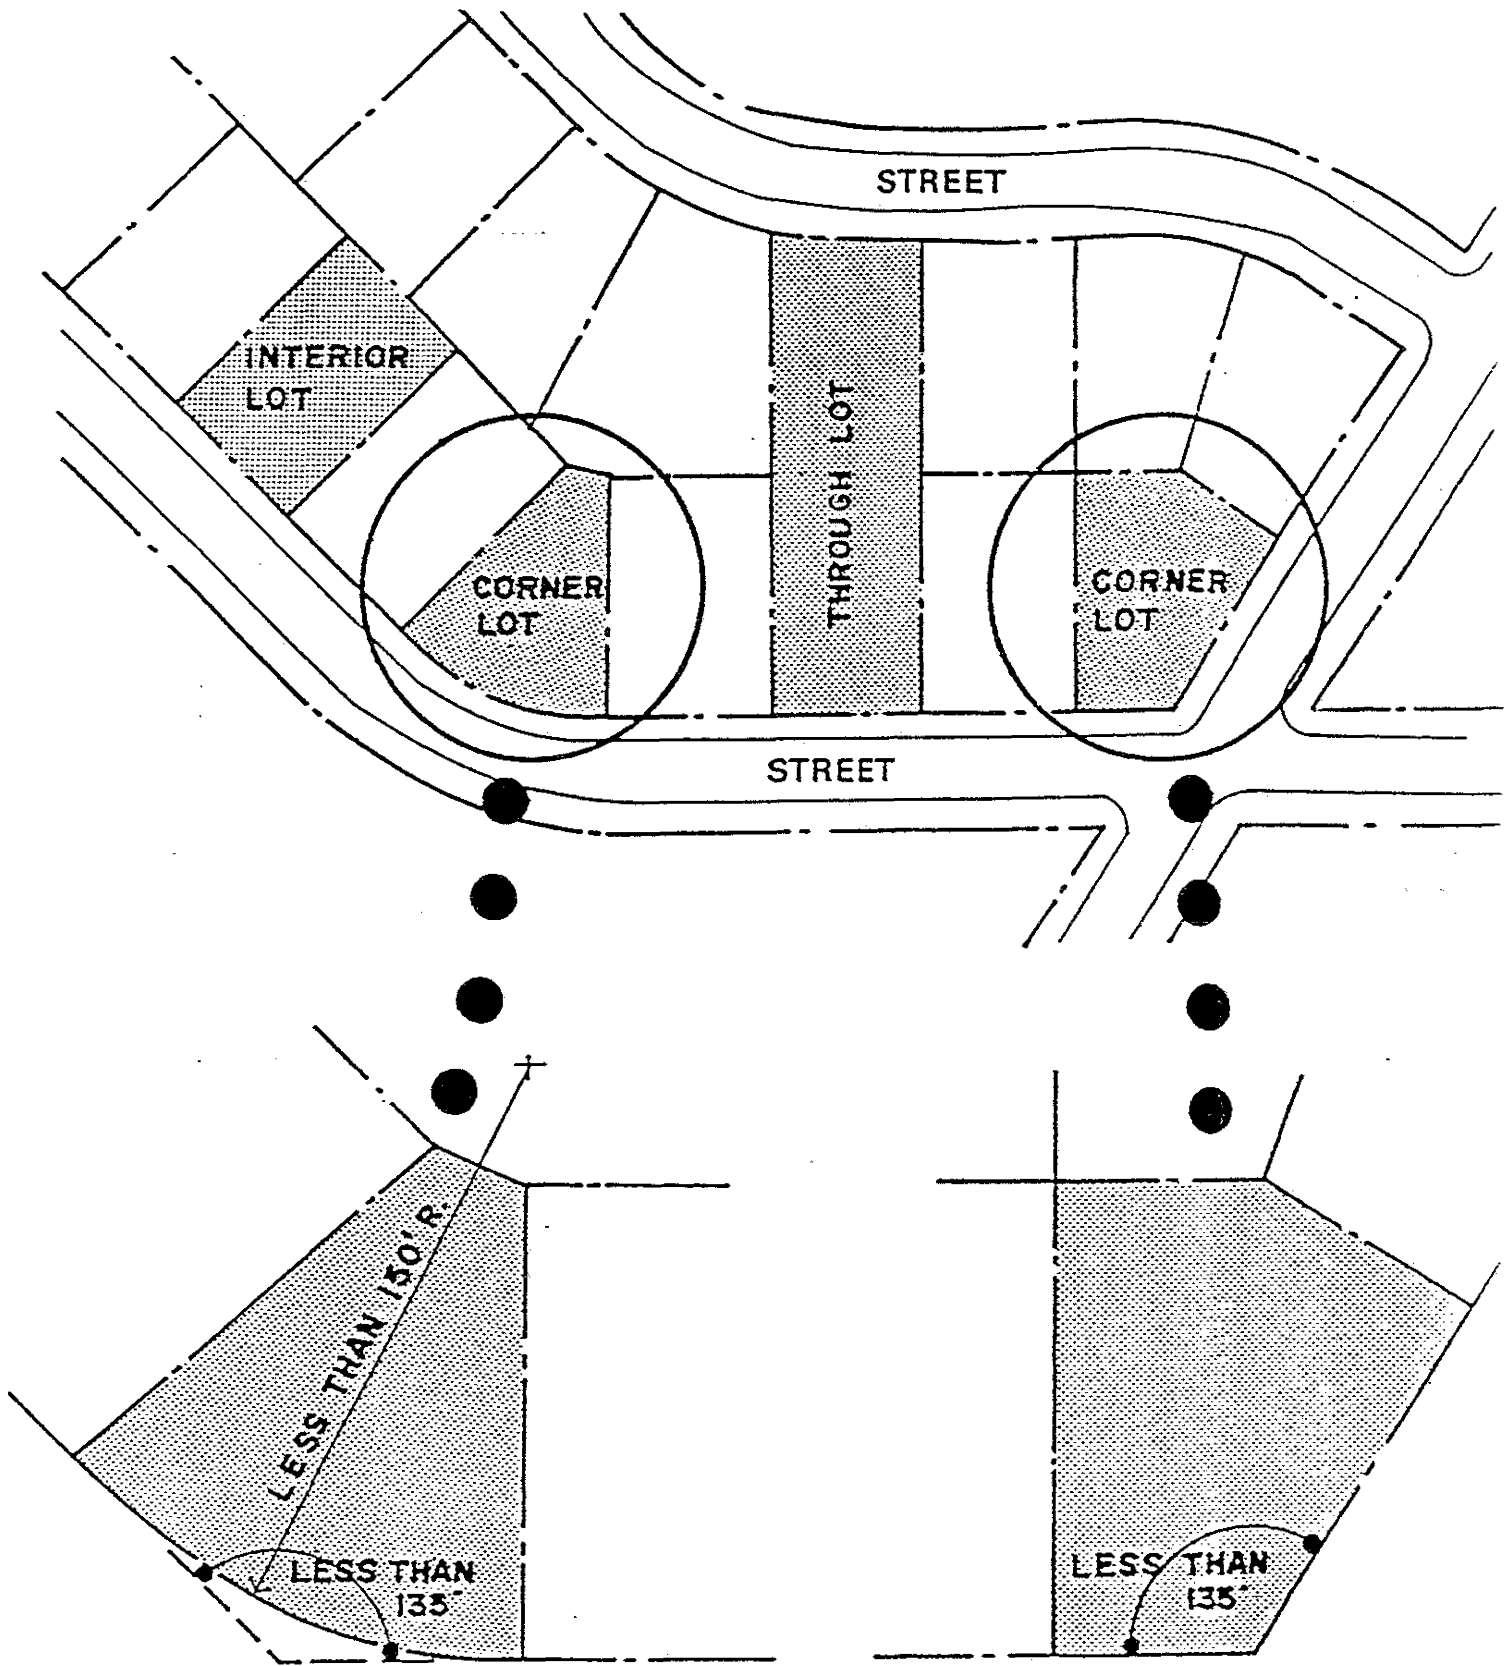 STREET
INTERIOR
LOT
THROUGH LOT
CORNER
LOT
CORNER
LOT
STREET
LESS THAN 150' R.
LESS THAN
135°
LESS THAN
135°